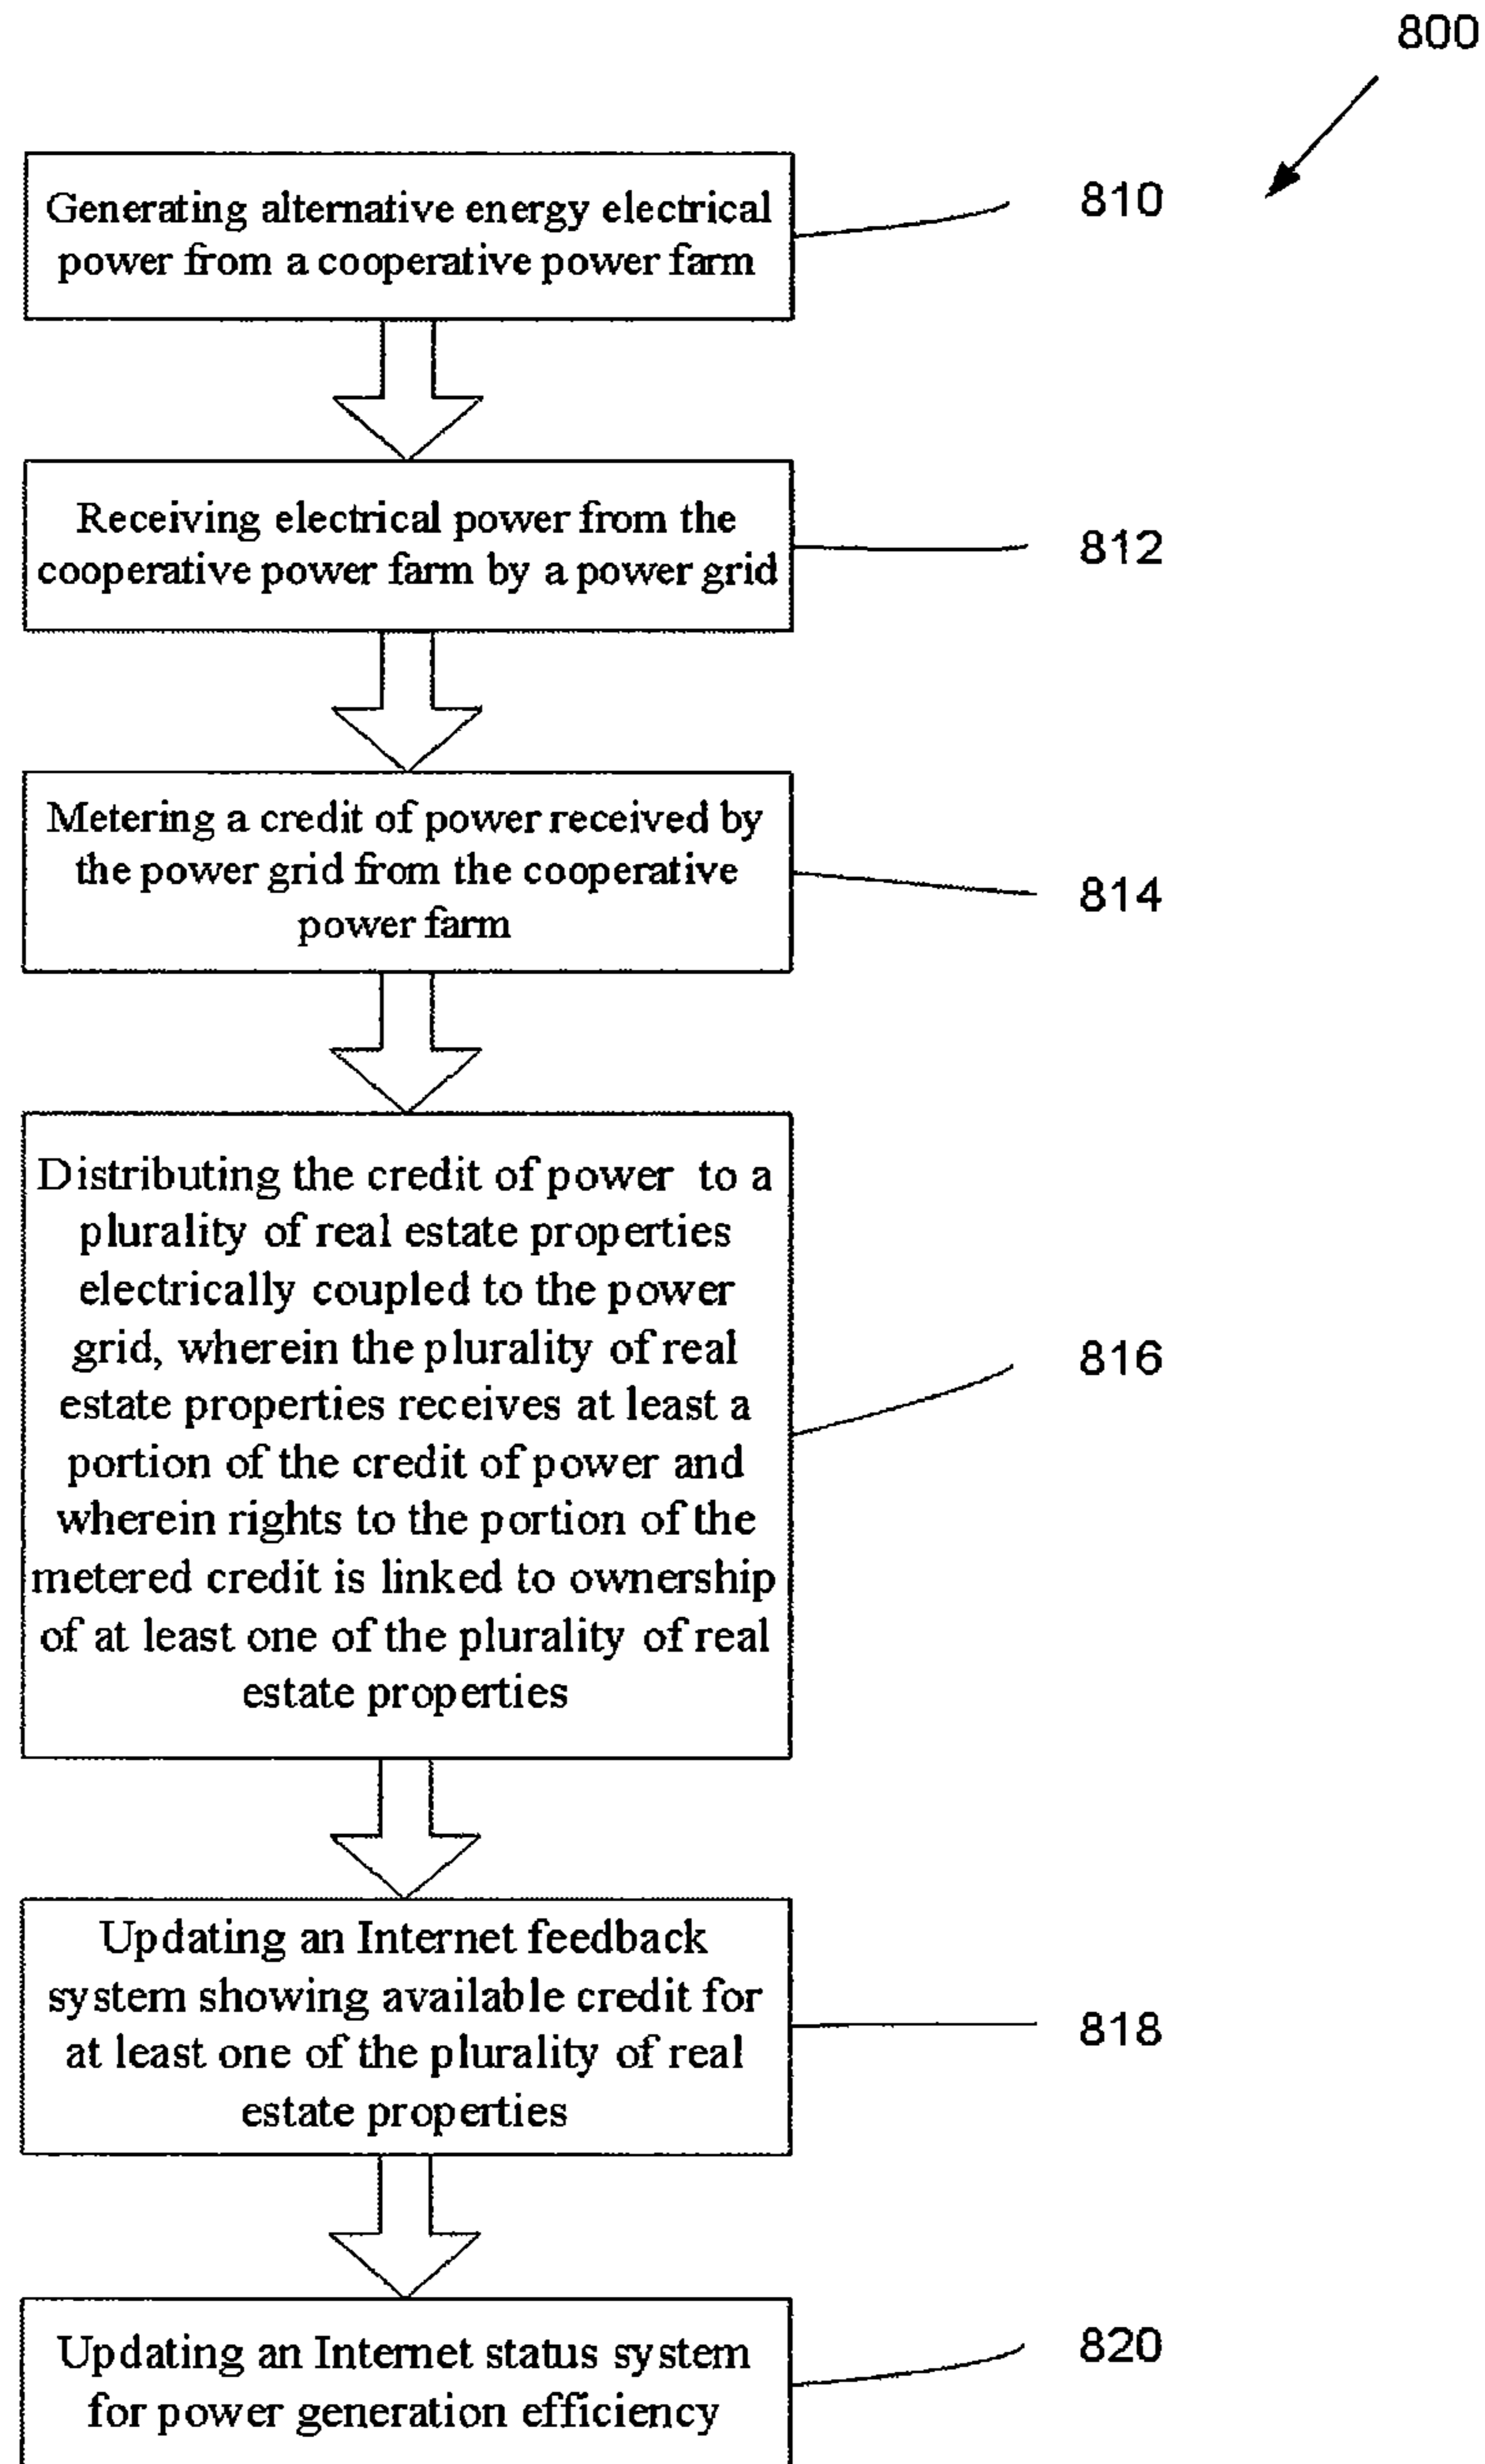 800
Generating alternative energy electrical
power from a cooperative power farm
810
Receiving electrical power from the
cooperative power farm by a power grid
812
Metering a credit of power received by
the power grid from the cooperative
power farm
814
Distributing the credit of power to a
plurality of real estate properties
electrically coupled to the power
grid, wherein the plurality of real
estate properties receives at least a
portion of the credit of power and
wherein rights to the portion of the
metered credit is linked to ownership
of at least one of the plurality of real
estate properties
816
Updating an Internet feedback
system showing available credit for
at least one of the plurality of real
estate properties
818
Updating an Internet status system
for power generation efficiency
820